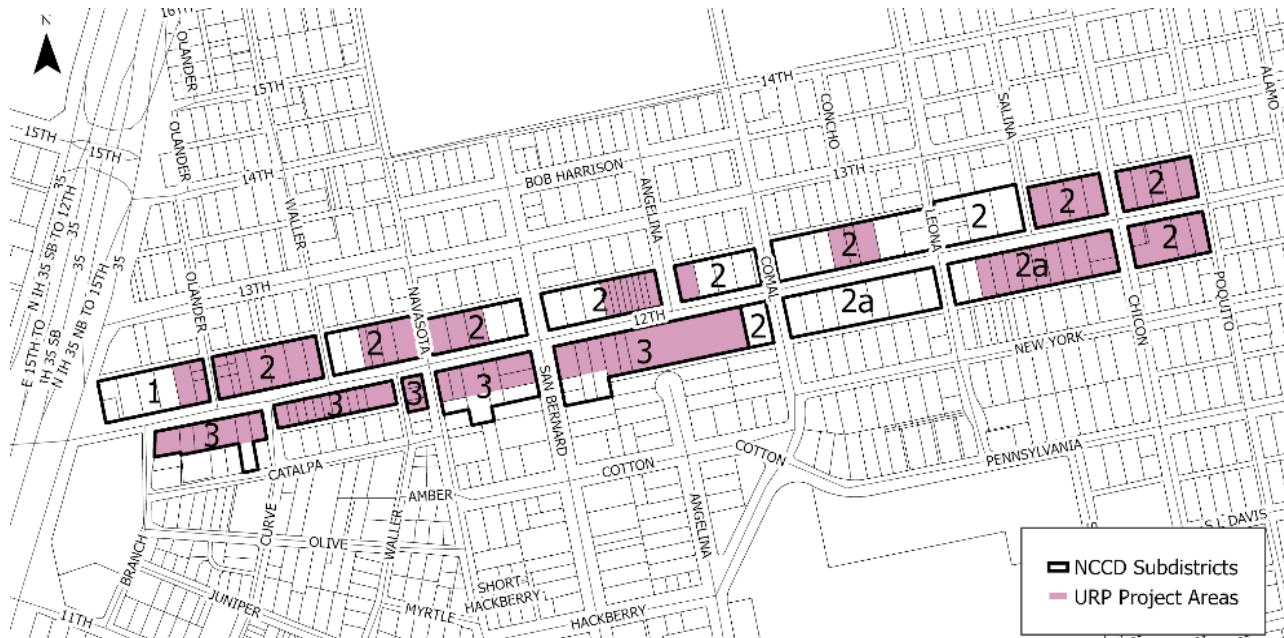 N
16TH
OLANDER
15TH
15TH
15TH
14TH
OLANDER
14TH
WALLER
13TH
OLANDER
BOB HARRISON
ANGELINA
14TH
CONCHO
13TH
SALINA
ALAMO
LEONA
COMAL
NAVASOTA
N IH 35 SB TO 12TH
35
35
35
E 15TH TO
IH 35 SB
N IH 35 NB TO 15TH
1
2
2
2
2
2
2
2
2
2
12TH
3
3
3
3
3
2
2a
2a
2
SAN BERNARD
NEW YORK
CHICON
POQUITO
CATALPA
COTTON
COTTON
PENNSYLVANIA
AMBER
CURVE
OLIVE
WALLER
ANGELINA
BRANCH
JUNIPER
SHORT
HACKBERRY
MYRTLE
HACKBERRY
11TH
S L DAVIS
NCCD Subdistricts
URP Project Areas